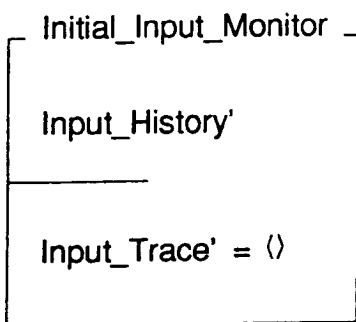 Initial_Input_Monitor
Input_History'
Input_Trace' = ⟨⟩